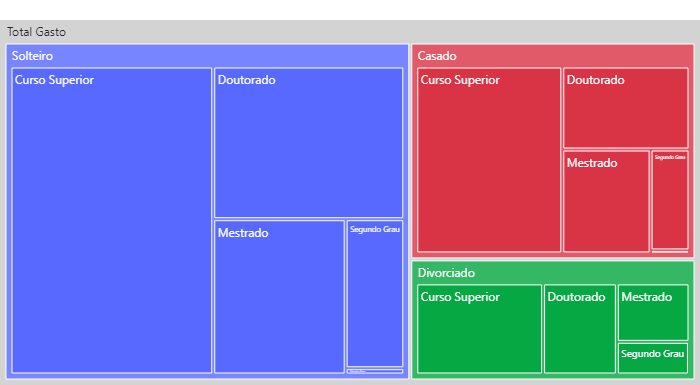 Total Gasto
Solteiro
Curso Superior
Doutorado
Mestrado
Segundo Grau
Casado
Curso Superior
Doutorado
Mestrado
Segundo Grau
Divorciado
Curso Superior
Doutorado
Mestrado
Segundo Grau